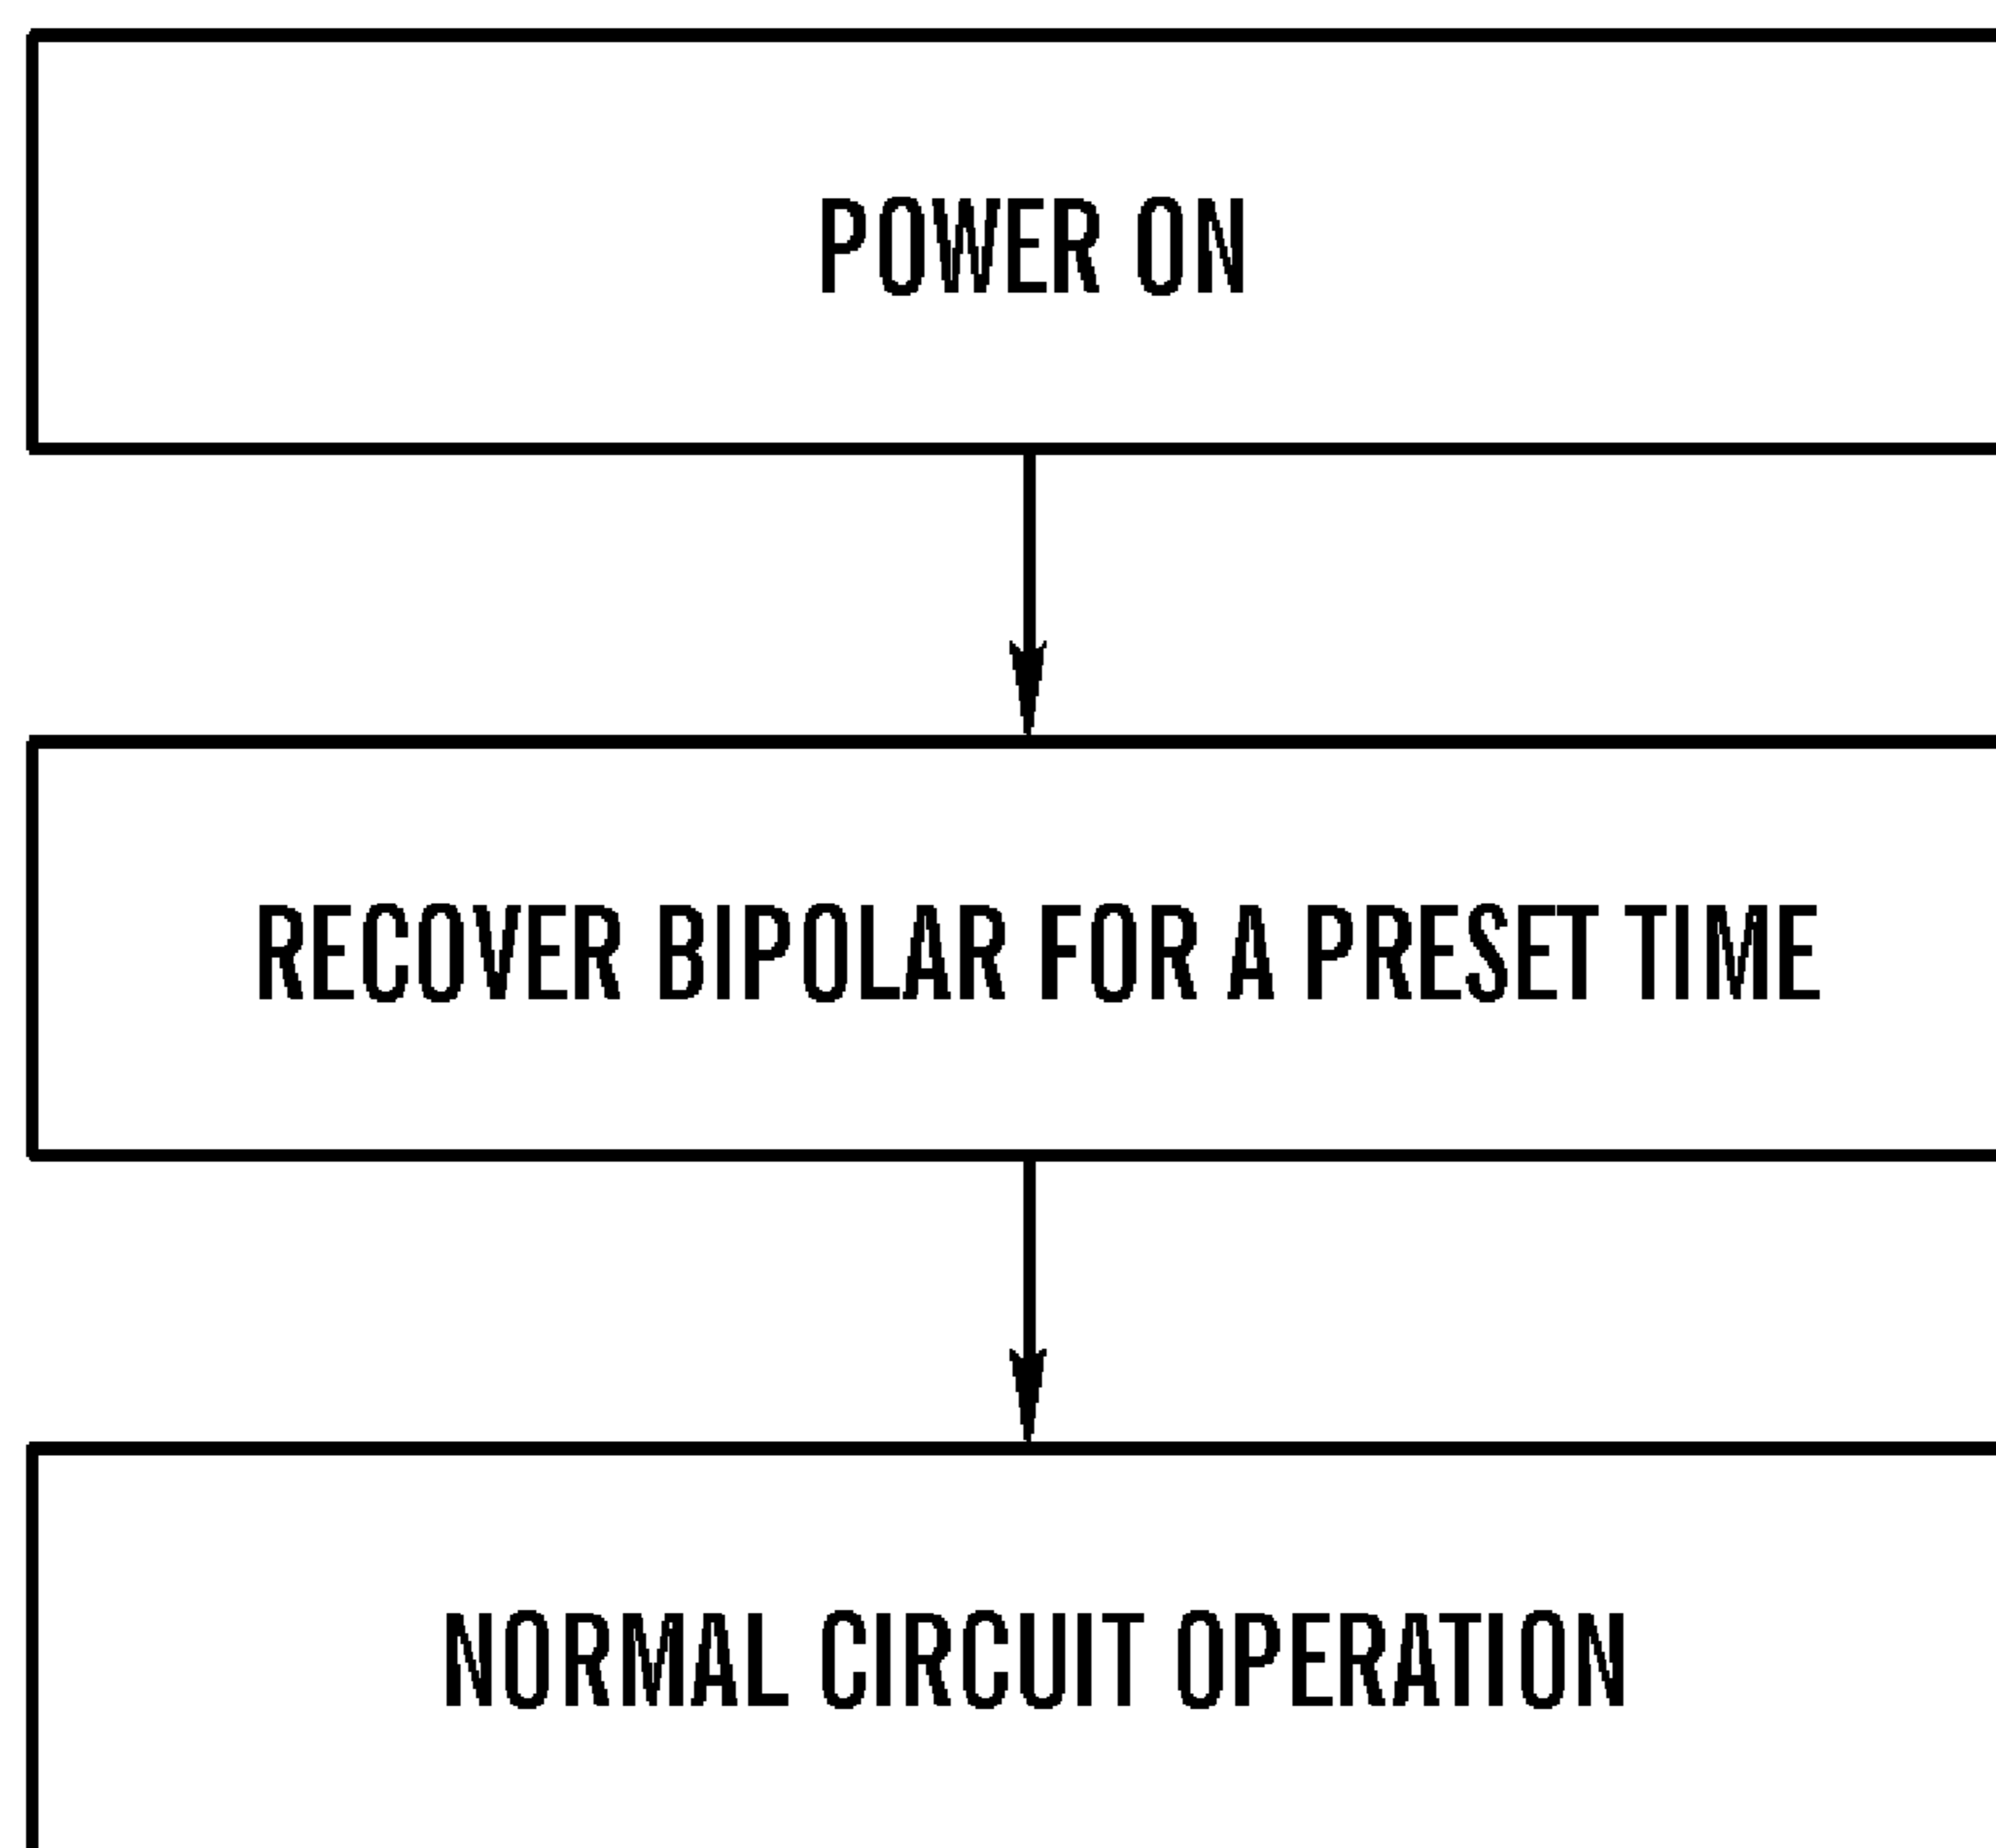 POWER ON
RECOVER BIPOLAR FOR A PRESET TIME
NORMAL CIRCUIT OPERATION